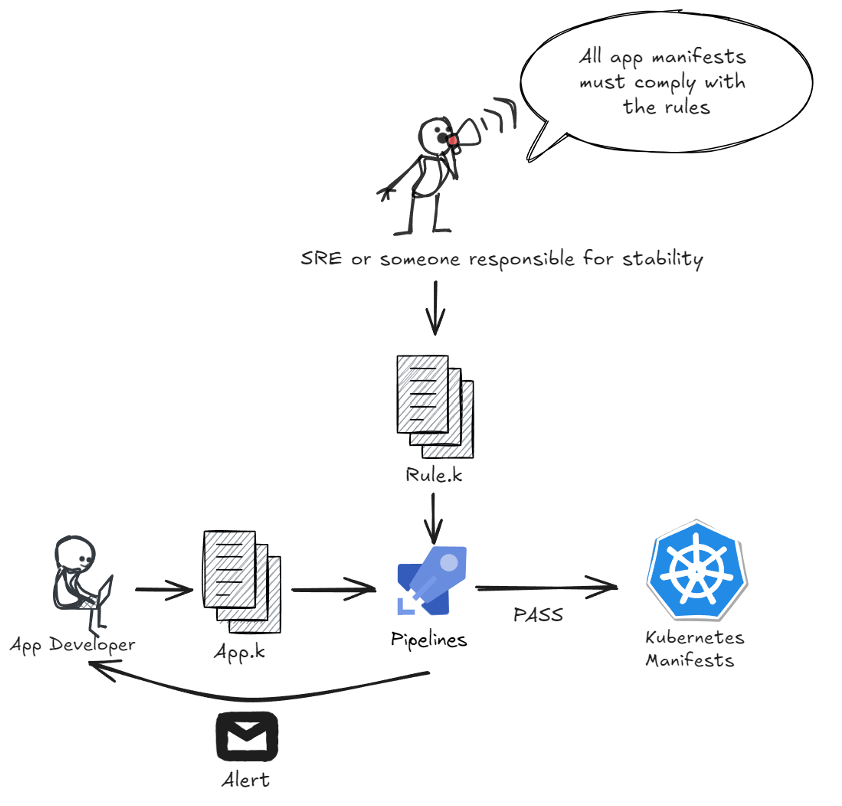 All app manifests
must comply with
the rules
SRE or someone responsible for stability
Rule.k
App Developer
App.k
Pipelines
PASS
Kubernetes
Manifests
Alert